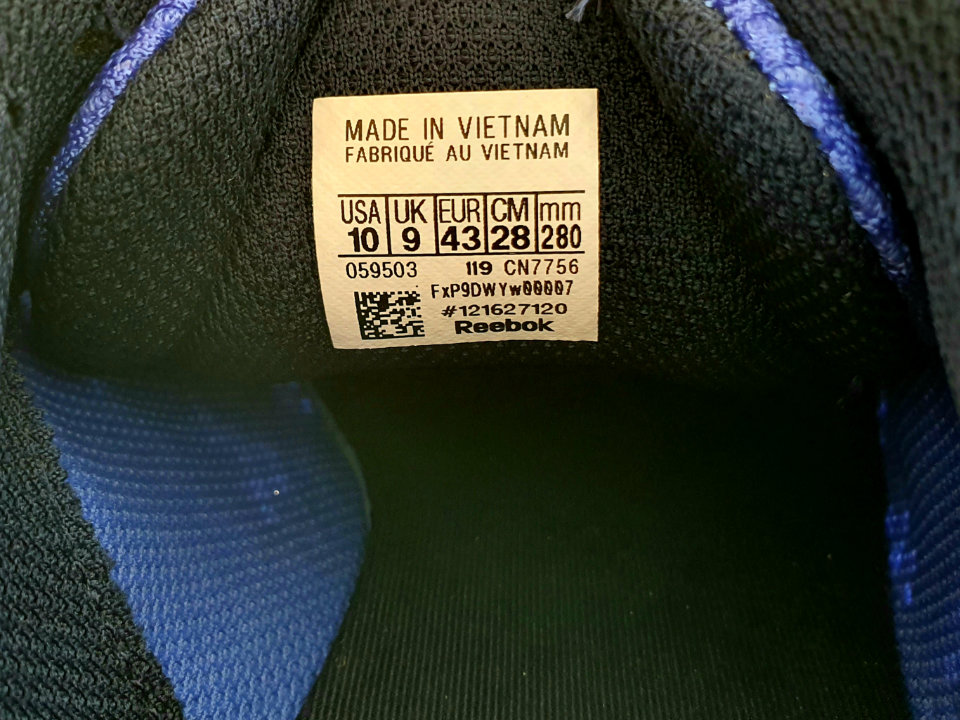 MADE IN VIETNAM
FABRIQUÉ AU VIETNAM
USA UK EUR CM mm
10 9 43 28 280
059503 119 CN7756
FxP9DWYw00007
#121627120
Reebok